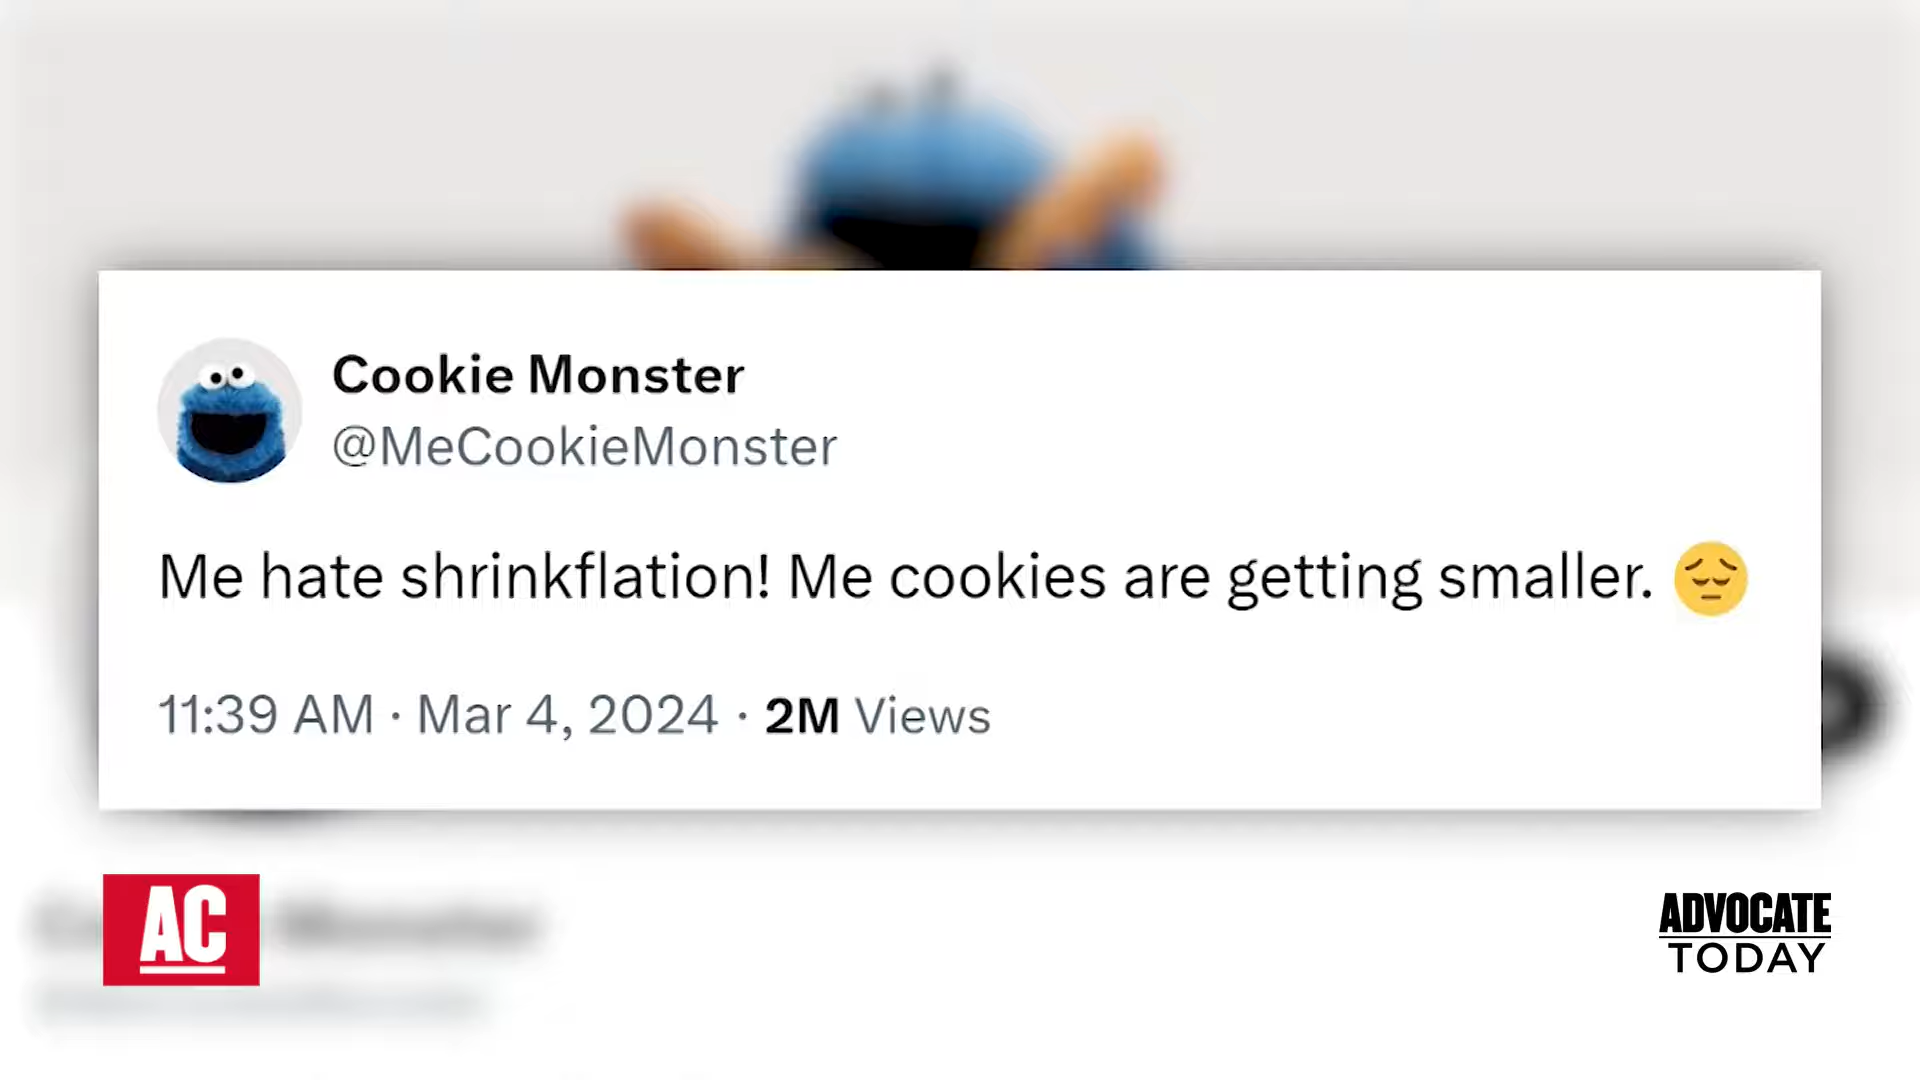 Cookie Monster
@MeCookieMonster
Me hate shrinkflation! Me cookies are getting smaller. 😔
11:39 AM · Mar 4, 2024 · 2M Views
AC
ADVOCATE
TODAY